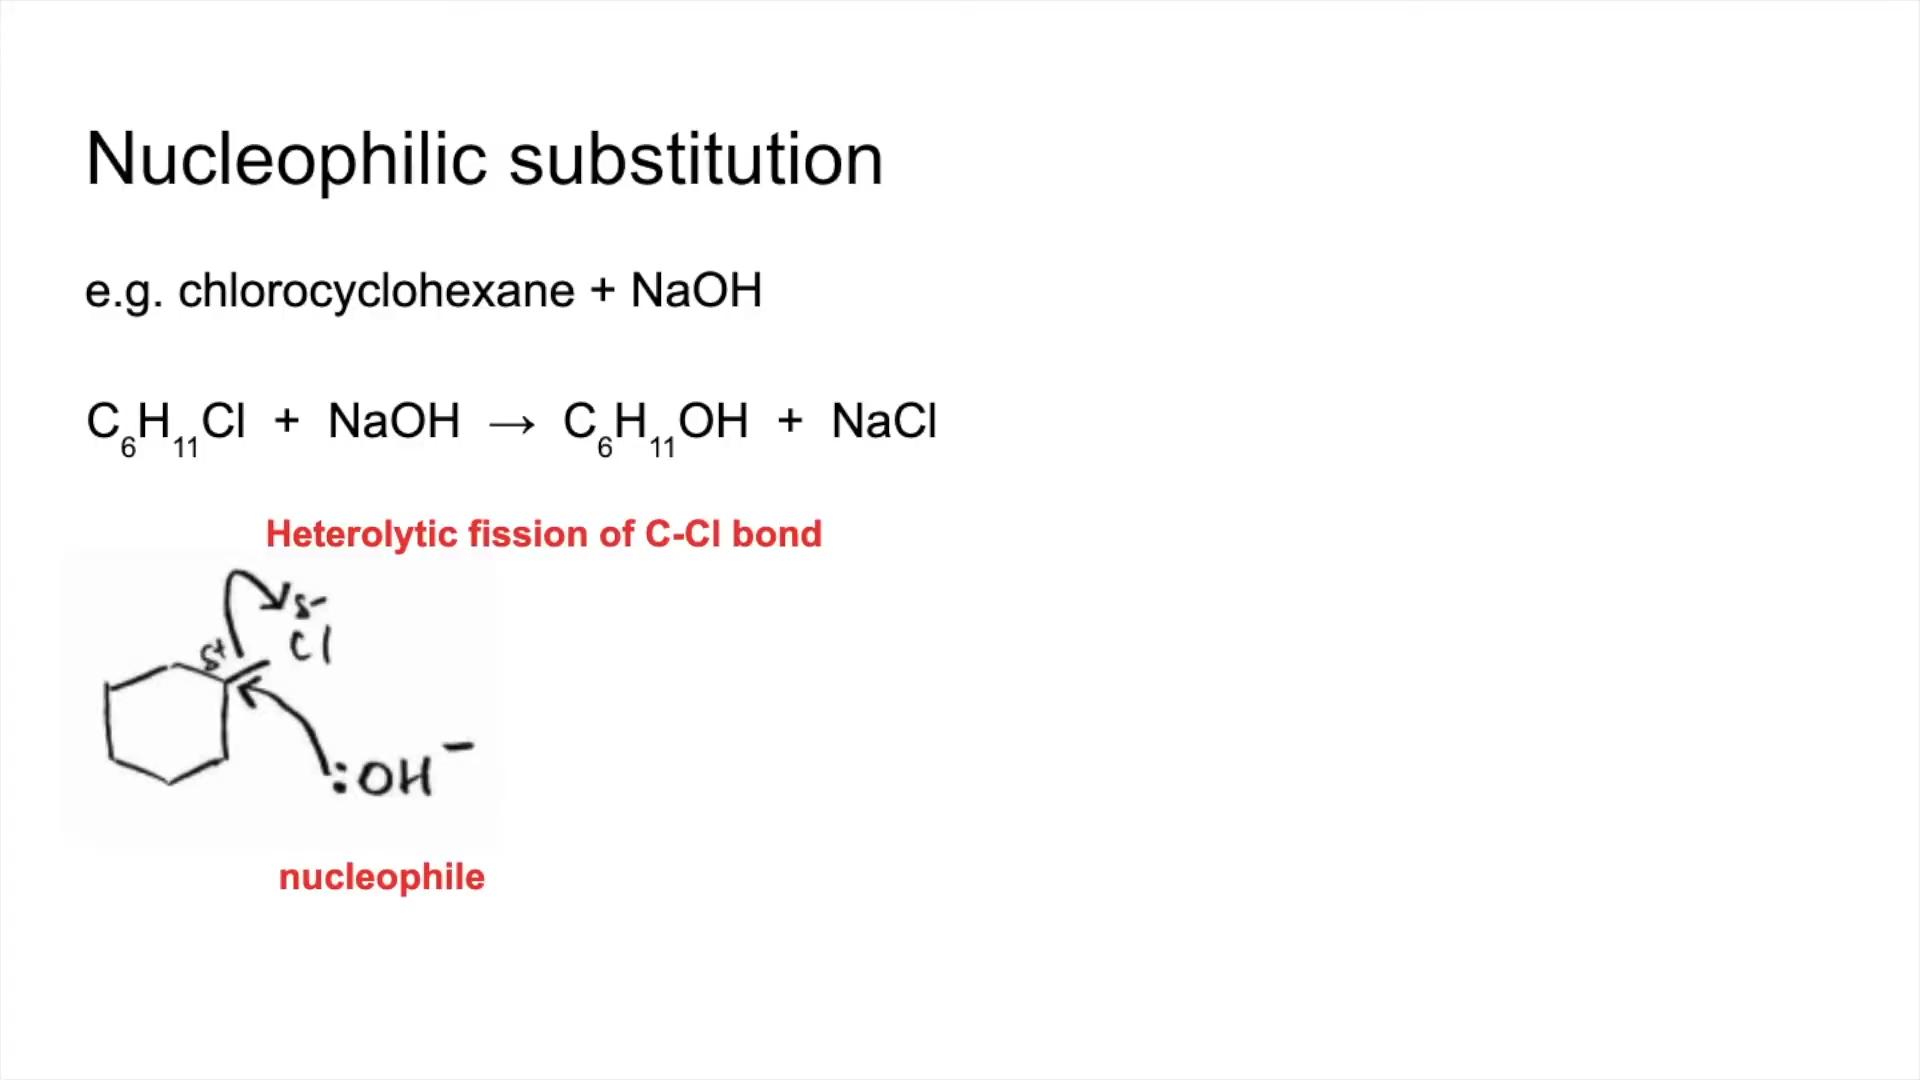 Nucleophilic substitution
e.g. chlorocyclohexane + NaOH
C₆H₁₁Cl + NaOH → C₆H₁₁OH + NaCl
Heterolytic fission of C-Cl bond
δ-
δ+ Cl
:OH⁻
nucleophile